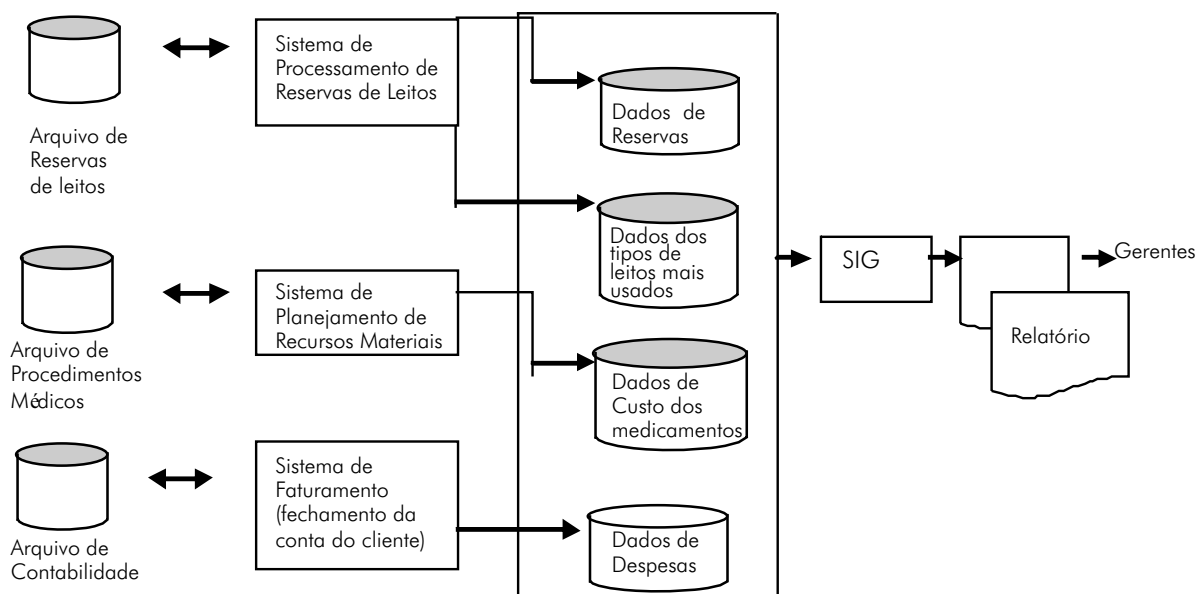 Arquivo de
Reservas
de leitos
Sistema de
Processamento de
Reservas de Leitos
Dados de
Reservas
Dados dos
tipos de
leitos mais
usados
Arquivo de
Procedimentos
Médicos
Sistema de
Planejamento de
Recursos Materiais
Dados de
Custo dos
medicamentos
Arquivo de
Contabilidade
Sistema de
Faturamento
(fechamento da
conta do cliente)
Dados de
Despesas
SIG
Relatório
Gerentes